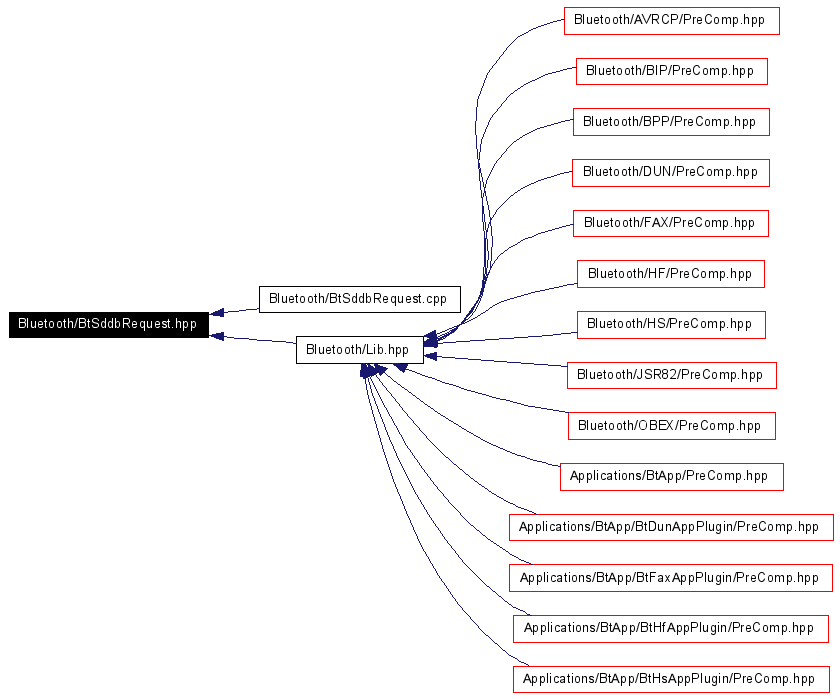 Bluetooth/AVRCP/PreComp.hpp
Bluetooth/BIP/PreComp.hpp
Bluetooth/BPP/PreComp.hpp
Bluetooth/DUN/PreComp.hpp
Bluetooth/FAX/PreComp.hpp
Bluetooth/HF/PreComp.hpp
Bluetooth/BtSddbRequest.cpp
Bluetooth/BtSddbRequest.hpp
Bluetooth/HS/PreComp.hpp
Bluetooth/Lib.hpp
Bluetooth/JSR82/PreComp.hpp
Bluetooth/OBEX/PreComp.hpp
Applications/BtApp/PreComp.hpp
Applications/BtApp/BtDunAppPlugin/PreComp.hpp
Applications/BtApp/BtFaxAppPlugin/PreComp.hpp
Applications/BtApp/BtHfAppPlugin/PreComp.hpp
Applications/BtApp/BtHsAppPlugin/PreComp.hpp